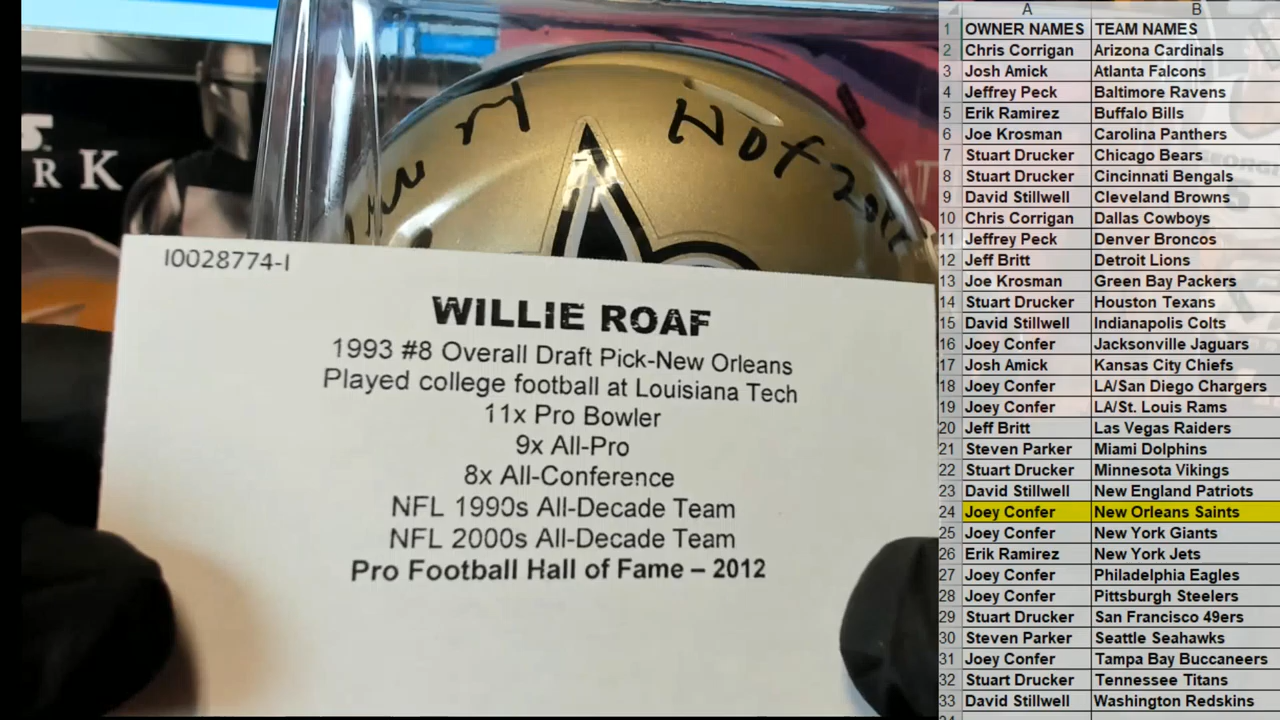 RK
HOF 2012
I0028774-I
WILLIE ROAF
1993 #8 Overall Draft Pick-New Orleans
Played college football at Louisiana Tech
11x Pro Bowler
9x All-Pro
8x All-Conference
NFL 1990s All-Decade Team
NFL 2000s All-Decade Team
Pro Football Hall of Fame – 2012
A B
1 OWNER NAMES TEAM NAMES
2 Chris Corrigan Arizona Cardinals
3 Josh Amick Atlanta Falcons
4 Jeffrey Peck Baltimore Ravens
5 Erik Ramirez Buffalo Bills
6 Joe Krosman Carolina Panthers
7 Stuart Drucker Chicago Bears
8 Stuart Drucker Cincinnati Bengals
9 David Stillwell Cleveland Browns
10 Chris Corrigan Dallas Cowboys
11 Jeffrey Peck Denver Broncos
12 Jeff Britt Detroit Lions
13 Joe Krosman Green Bay Packers
14 Stuart Drucker Houston Texans
15 David Stillwell Indianapolis Colts
16 Joey Confer Jacksonville Jaguars
17 Josh Amick Kansas City Chiefs
18 Joey Confer LA/San Diego Chargers
19 Joey Confer LA/St. Louis Rams
20 Jeff Britt Las Vegas Raiders
21 Steven Parker Miami Dolphins
22 Stuart Drucker Minnesota Vikings
23 David Stillwell New England Patriots
24 Joey Confer New Orleans Saints
25 Joey Confer New York Giants
26 Erik Ramirez New York Jets
27 Joey Confer Philadelphia Eagles
28 Joey Confer Pittsburgh Steelers
29 Stuart Drucker San Francisco 49ers
30 Steven Parker Seattle Seahawks
31 Joey Confer Tampa Bay Buccaneers
32 Stuart Drucker Tennessee Titans
33 David Stillwell Washington Redskins